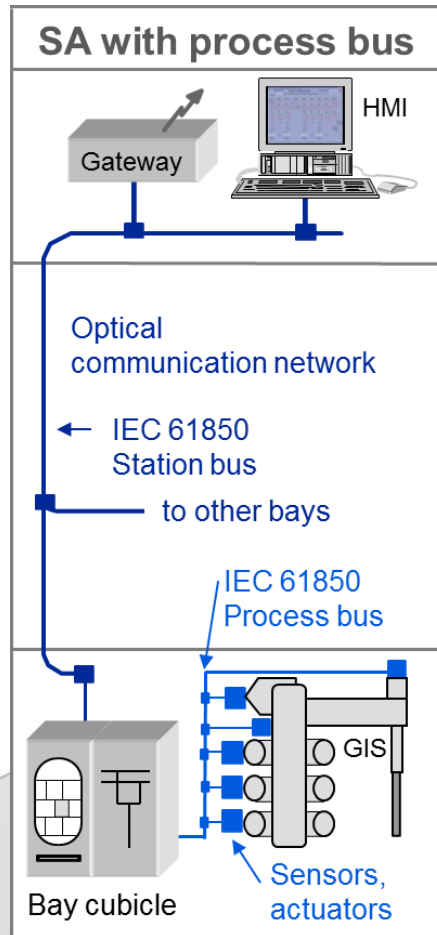 SA with process bus
HMI
Gateway
Optical
communication network
IEC 61850
Station bus
to other bays
IEC 61850
Process bus
GIS
Sensors,
actuators
Bay cubicle